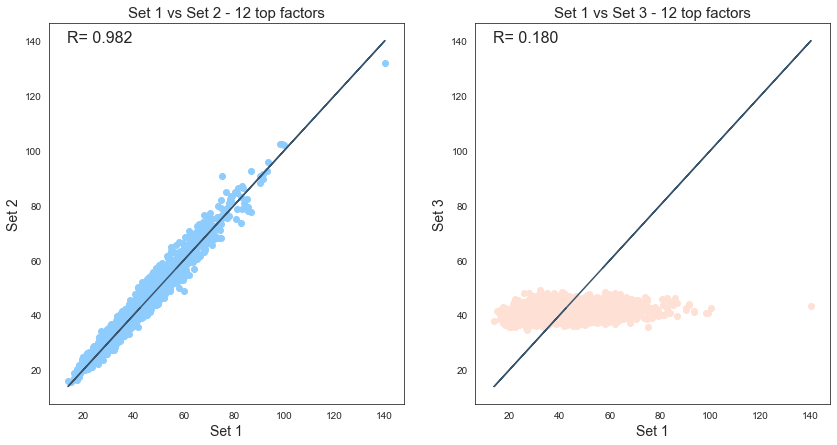 Set 1 vs Set 2 - 12 top factors
R= 0.982
140
120
100
80
60
40
20
Set 2
20 40 60 80 100 120 140
Set 1
Set 1 vs Set 3 - 12 top factors
R= 0.180
140
120
100
80
60
40
20
Set 3
20 40 60 80 100 120 140
Set 1